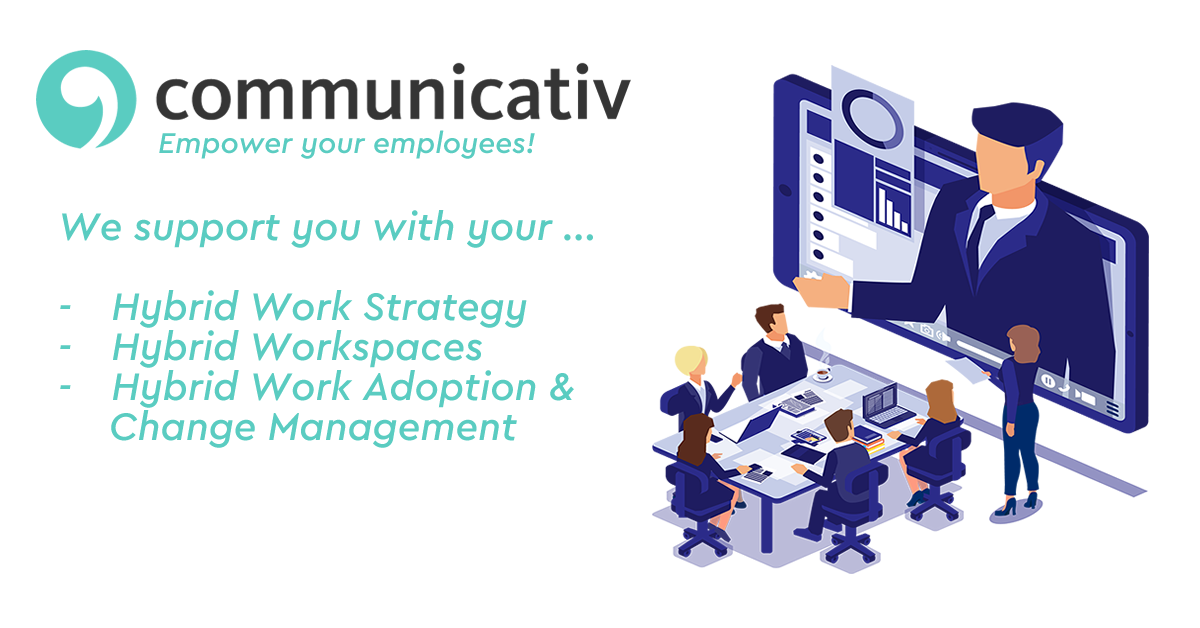 communicativ
Empower your employees!
We support you with your ...
- Hybrid Work Strategy
- Hybrid Workspaces
- Hybrid Work Adoption &
Change Management